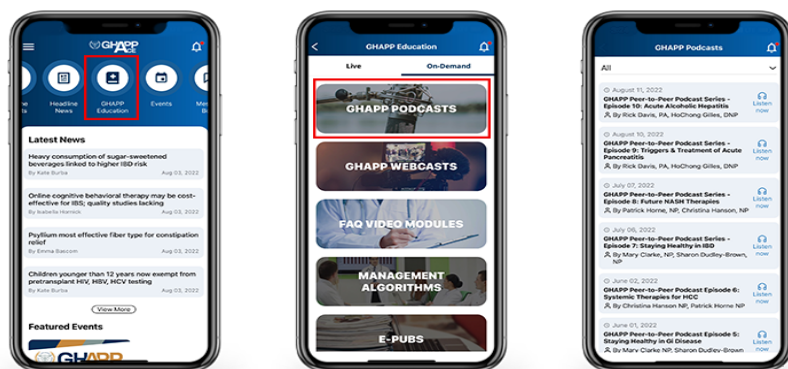 GHAPP
ACE
Headline
News
GHAPP
Education
Events
Latest News
Heavy consumption of sugar-sweetened
beverages linked to higher IBD risk
By Kate Burba Aug 03, 2022
Online cognitive behavioral therapy may be cost-
effective for IBS; quality studies lacking
By Isabella Hornick Aug 03, 2022
Psyllium most effective fiber type for constipation
relief
By Emma Bascom Aug 03, 2022
Children younger than 12 years now exempt from
pretransplant HIV, HBV, HCV testing
By Kate Burba Aug 03, 2022
View More
Featured Events
GHAPP
GHAPP Education
Live On-Demand
GHAPP PODCASTS
GHAPP WEBCASTS
FAQ VIDEO MODULES
MANAGEMENT
ALGORITHMS
E-PUBS
GHAPP Podcasts
All
August 11, 2022
GHAPP Peer-to-Peer Podcast Series -
Episode 10: Acute Alcoholic Hepatitis
By Rick Davis, PA, HoChong Gilles, DNP
Listen
now
August 10, 2022
GHAPP Peer-to-Peer Podcast Series -
Episode 9: Triggers & Treatment of Acute
Pancreatitis
By Rick Davis, PA, HoChong Gilles, DNP
Listen
now
July 07, 2022
GHAPP Peer-to-Peer Podcast Series -
Episode 8: Future NASH Therapies
By Patrick Horne, NP, Christina Hanson, NP
Listen
now
July 06, 2022
GHAPP Peer-to-Peer Podcast Series -
Episode 7: Staying Healthy in IBD
By Mary Clarke, NP, Sharon Dudley-Brown,
NP
Listen
now
June 02, 2022
GHAPP Peer-to-Peer Podcast Episode 6:
Systemic Therapies for HCC
By Christina Hanson NP, Patrick Horne NP
Listen
now
June 01, 2022
GHAPP Peer-to-Peer Podcast Episode 5:
Staying Healthy in GI Disease
By Mary Clarke NP, Sharon Dudley-Brown
Listen
now